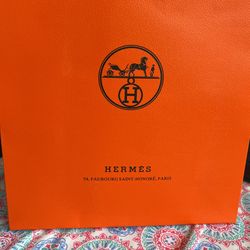 H
HERMÈS
24, FAUBOURG SAINT-HONORÉ, PARIS